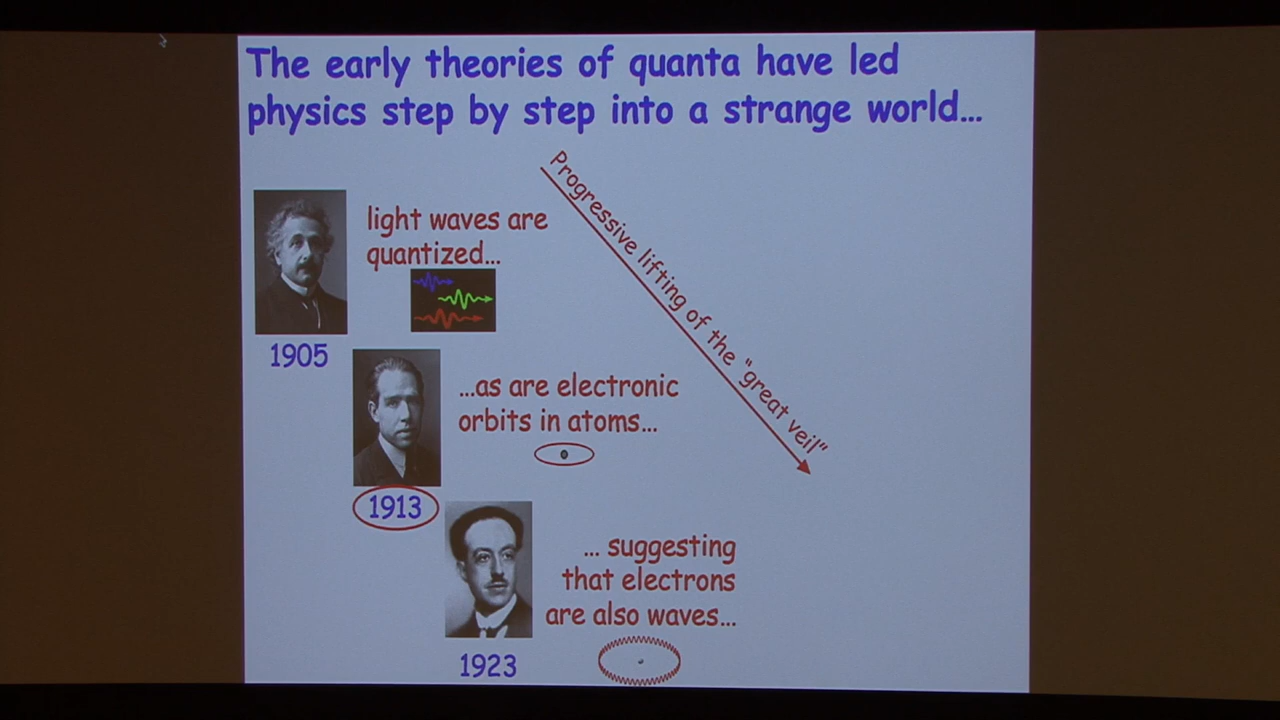 The early theories of quanta have led
physics step by step into a strange world...
Progressive lifting of the "great veil"
light waves are
quantized...
1905
...as are electronic
orbits in atoms...
1913
... suggesting
that electrons
are also waves...
1923